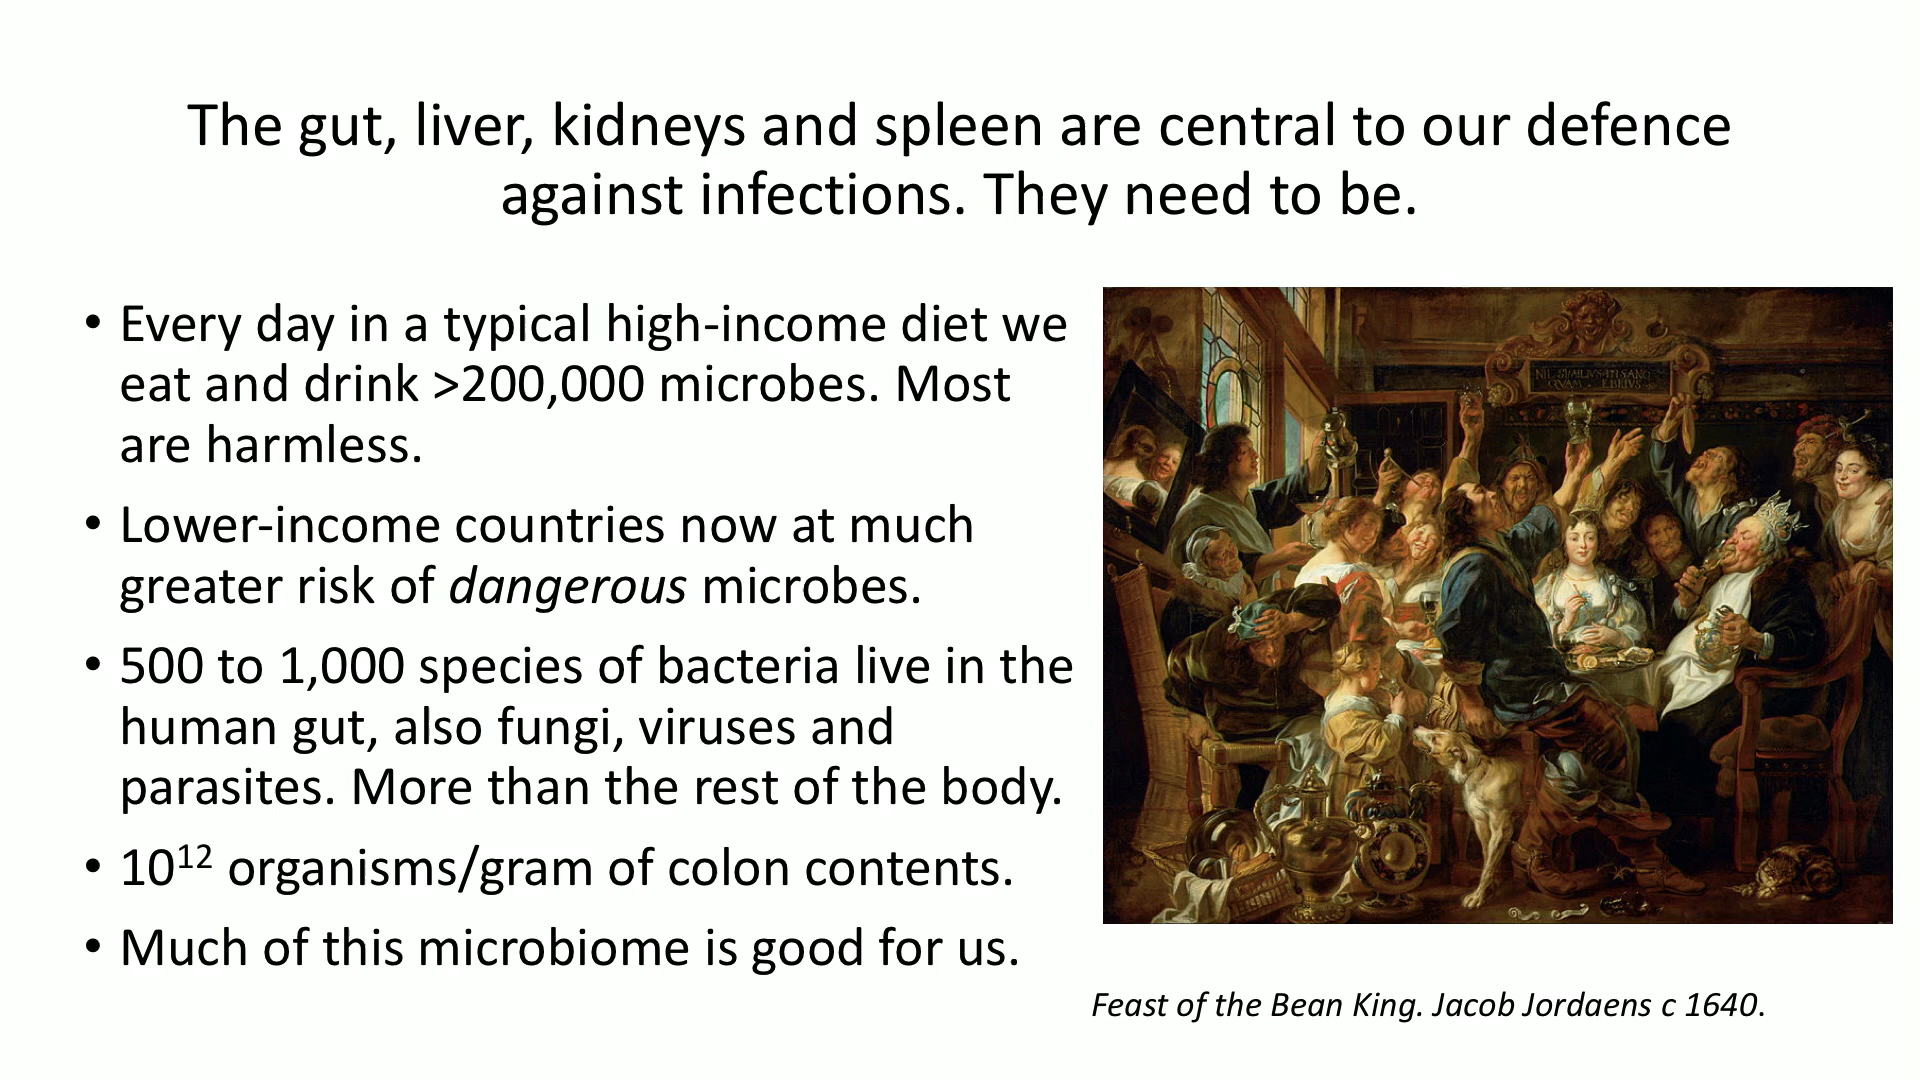 The gut, liver, kidneys and spleen are central to our defence
against infections. They need to be.
• Every day in a typical high-income diet we
eat and drink >200,000 microbes. Most
are harmless.
• Lower-income countries now at much
greater risk of dangerous microbes.
• 500 to 1,000 species of bacteria live in the
human gut, also fungi, viruses and
parasites. More than the rest of the body.
• 10¹² organisms/gram of colon contents.
• Much of this microbiome is good for us.
Feast of the Bean King. Jacob Jordaens c 1640.